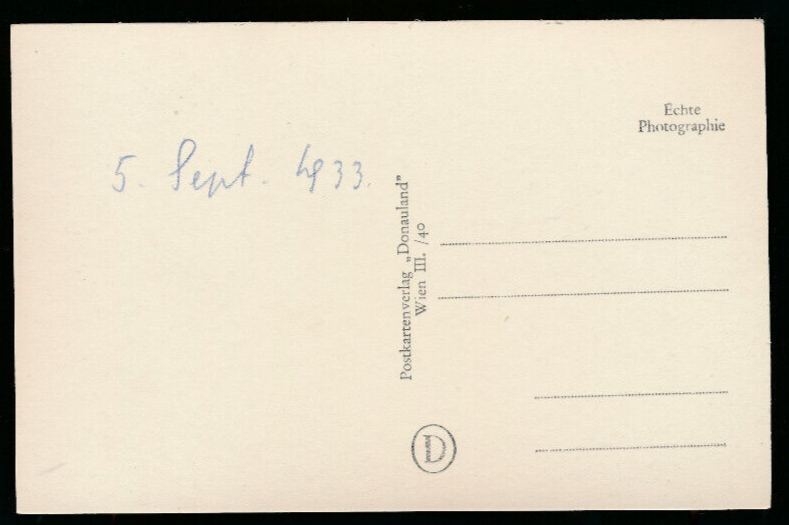 5. Sept. 1933.
Echte
Photographie
Postkartenverlag „Donauland”
Wien III. /40
D